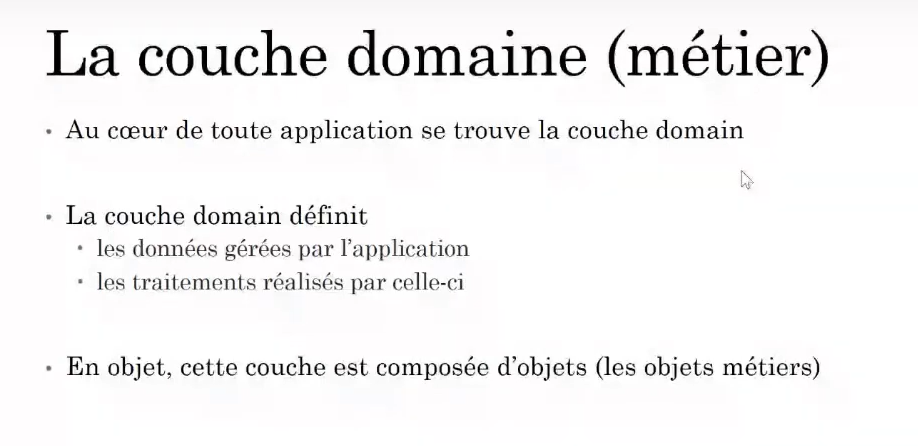 La couche domaine (métier)
• Au cœur de toute application se trouve la couche domain
• La couche domain définit
• les données gérées par l'application
• les traitements réalisés par celle-ci
• En objet, cette couche est composée d'objets (les objets métiers)